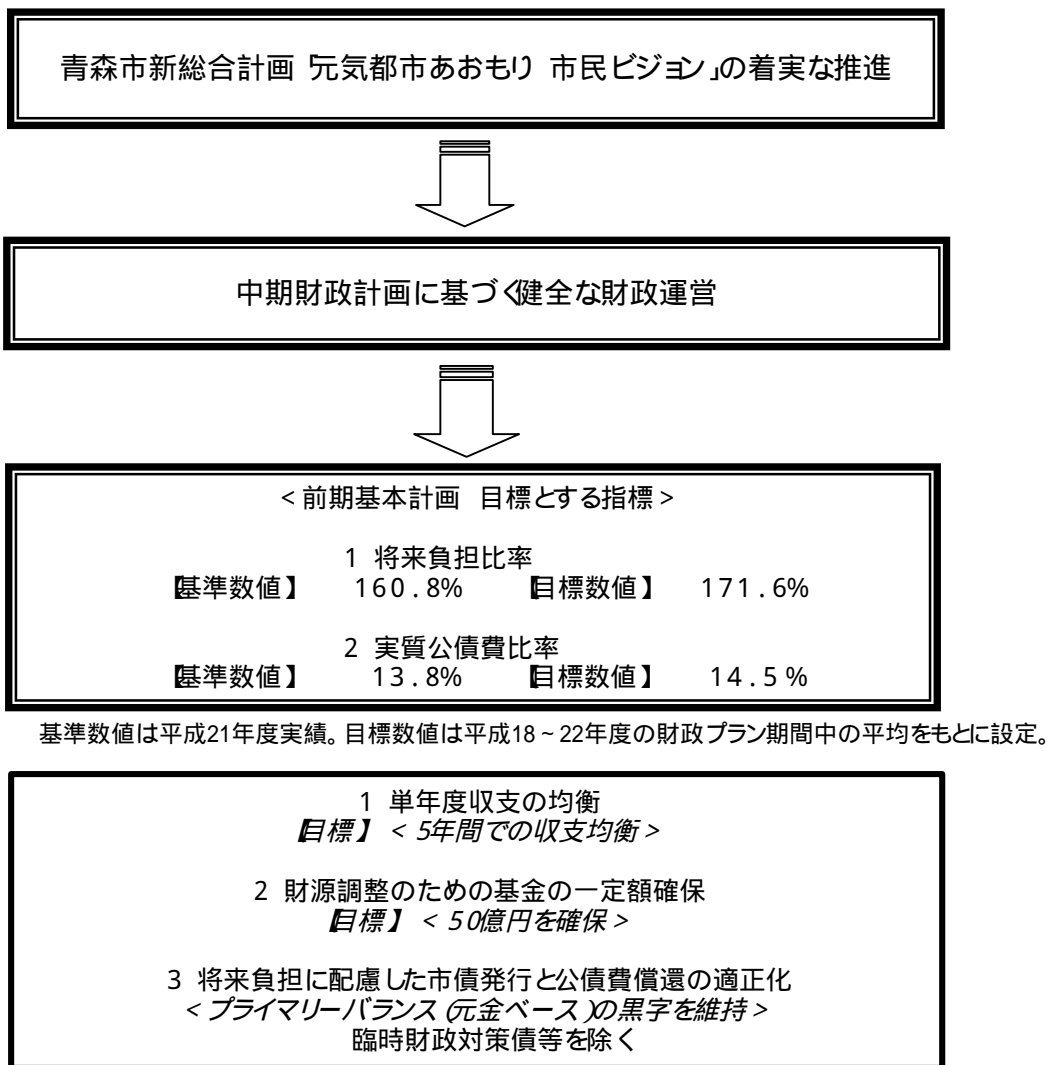 青森市新総合計画「元気都市あおもり 市民ビジョン」の着実な推進
中期財政計画に基づく健全な財政運営
<前期基本計画 目標とする指標>
1 将来負担比率
【基準数値】 160.8% 【目標数値】 171.6%
2 実質公債費比率
【基準数値】 13.8% 【目標数値】 14.5%
基準数値は平成21年度実績。目標数値は平成18~22年度の財政プラン期間中の平均をもとに設定。
1 単年度収支の均衡
【目標】<5年間での収支均衡>
2 財源調整のための基金の一定額確保
【目標】<50億円を確保>
3 将来負担に配慮した市債発行と公債費償還の適正化
<プライマリーバランス(元金ベース)の黒字を維持>
臨時財政対策債等を除く